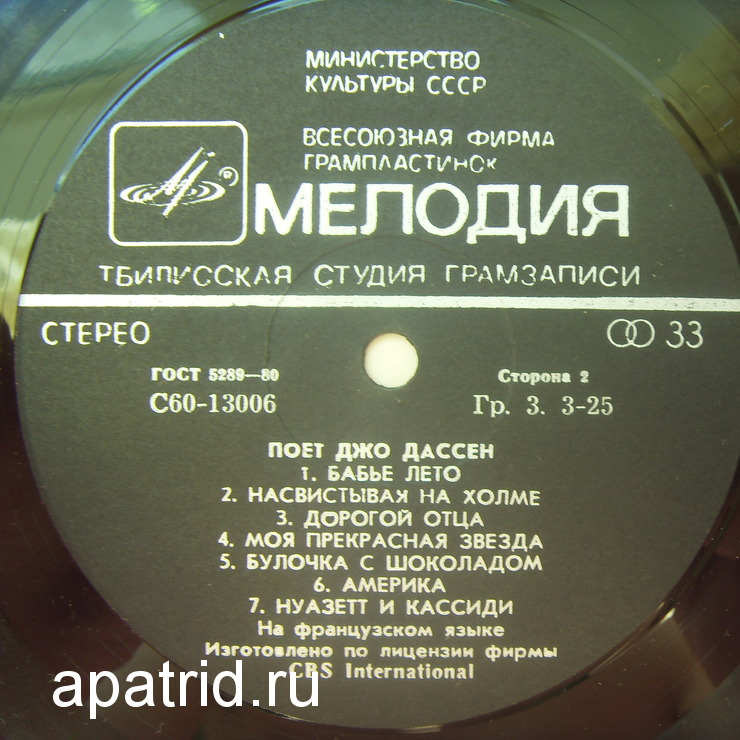 МИНИСТЕРСТВО
КУЛЬТУРЫ СССР
ВСЕСОЮЗНАЯ ФИРМА
ГРАМПЛАСТИНОК
®
МЕЛОДИЯ
ТБИЛИССКАЯ СТУДИЯ ГРАМЗАПИСИ
СТЕРЕО
33
ГОСТ 5289—80
Сторона 2
С60-13006
Гр. 3. 3-25
ПОЕТ ДЖО ДАССЕН
1. БАБЬЕ ЛЕТО
2. НАСВИСТЫВАЯ НА ХОЛМЕ
3. ДОРОГОЙ ОТЦА
4. МОЯ ПРЕКРАСНАЯ ЗВЕЗДА
5. БУЛОЧКА С ШОКОЛАДОМ
6. АМЕРИКА
7. НУАЗЕТТ И КАССИДИ
На французском языке
Изготовлено по лицензии фирмы
CBS International
apatrid.ru